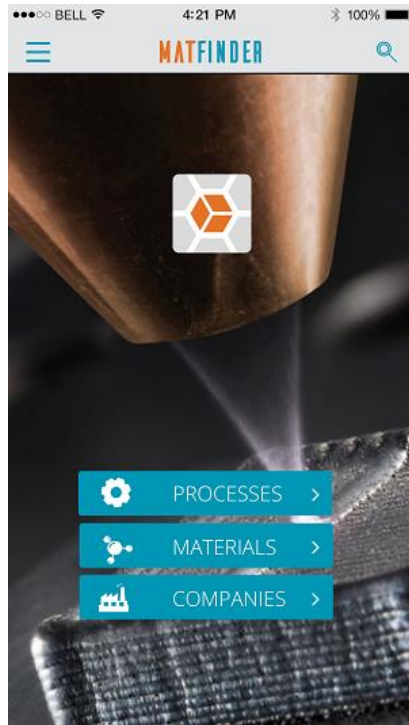 BELL 4:21 PM 100%
MATFINDER
PROCESSES
MATERIALS
COMPANIES